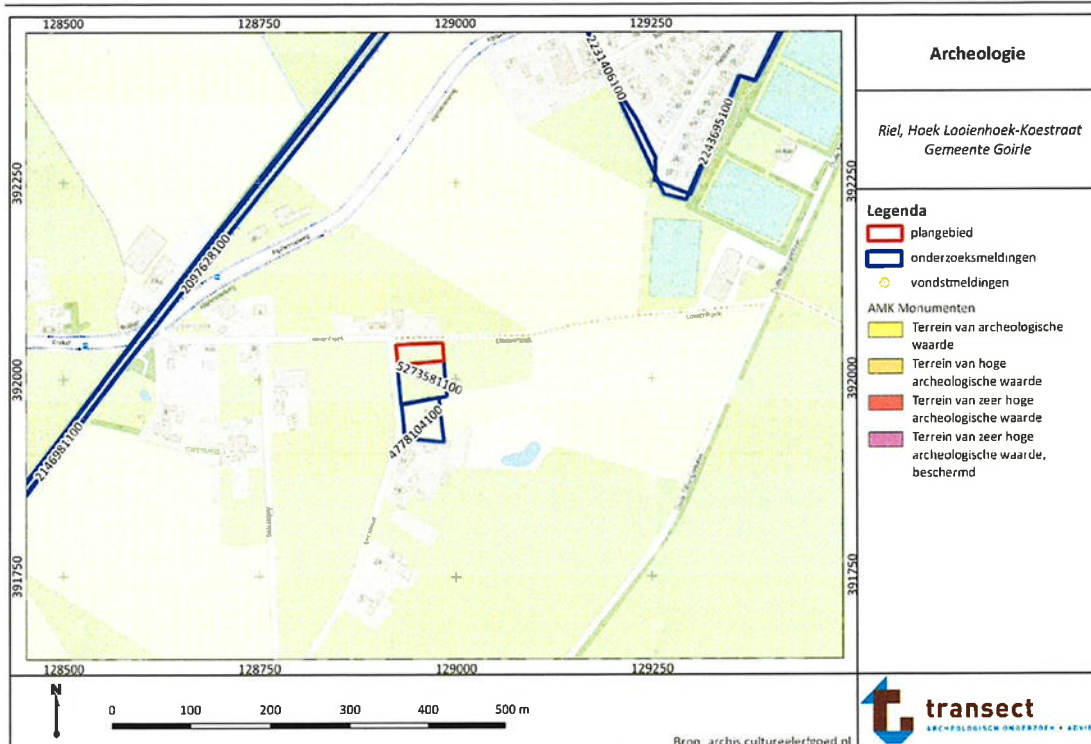 128500 128750 129000 129250
392250
392000
391750
392250
392000
391750
2231406100
2243695100
2097628100
2146981100
5273581100
4778104100
128500 128750 129000 129250
N
0 100 200 300 400 500 m
Bron archis cultureelerfgoed nl
Archeologie
Riel, Hoek Looienhoek-Koestraat
Gemeente Goirle
Legenda
plangebied
onderzoeksmeldingen
vondstmeldingen
AMK Monumenten
Terrein van archeologische
waarde
Terrein van hoge
archeologische waarde
Terrein van zeer hoge
archeologische waarde
Terrein van zeer hoge
archeologische waarde,
beschermd
transect
ARCHEOLOGISCH ONDERZOEK • ADVIE